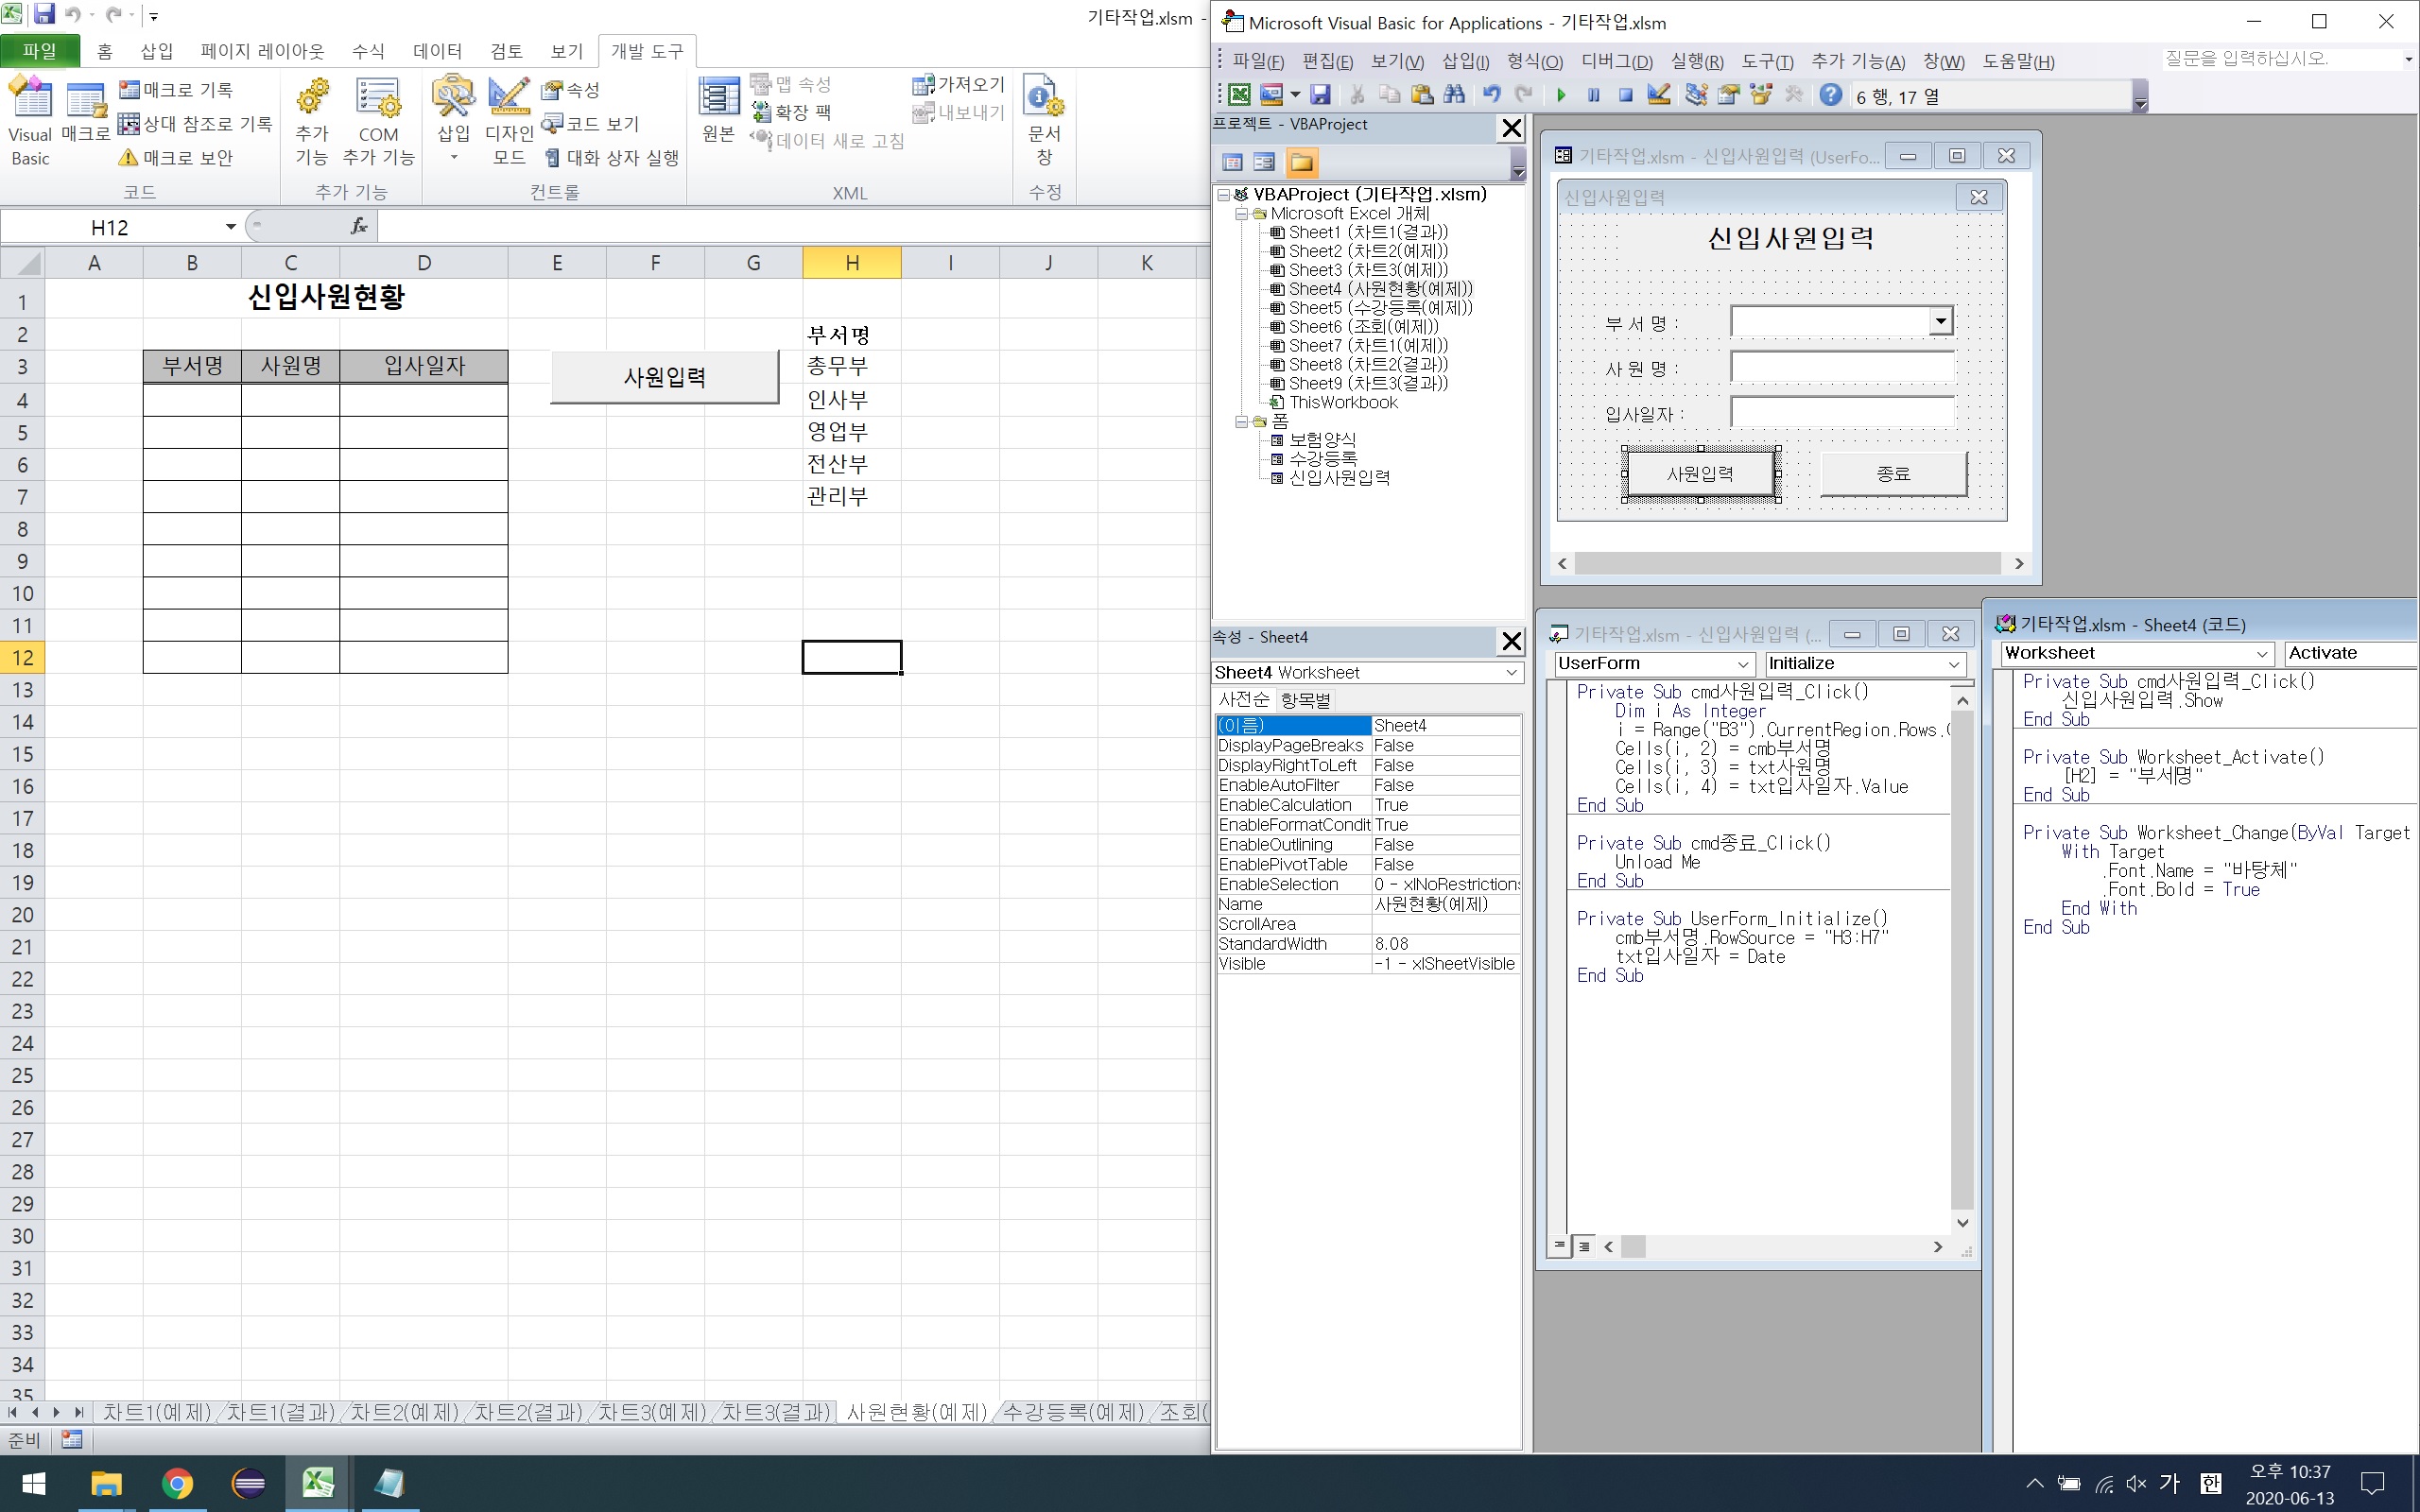 기타작업.xlsm -
파일 홈 삽입 페이지 레이아웃 수식 데이터 검토 보기 개발 도구
Visual Basic
매크로
매크로 기록
상대 참조로 기록
매크로 보안
코드
추가 기능
COM 추가 기능
추가 기능
삽입
디자인 모드
속성
코드 보기
대화 상자 실행
컨트롤
원본
맵 속성
확장 팩
데이터 새로 고침
가져오기
내보내기
XML
문서 창
수정
H12 fx
A B C D E F G H I J K
1 신입사원현황
2 부서명
3 부서명 사원명 입사일자 사원입력 총무부
4 인사부
5 영업부
6 전산부
7 관리부
8
9
10
11
12
13
14
15
16
17
18
19
20
21
22
23
24
25
26
27
28
29
30
31
32
33
34
35
차트1(예제) 차트1(결과) 차트2(예제) 차트2(결과) 차트3(예제) 차트3(결과) 사원현황(예제) 수강등록(예제) 조회(
준비
Microsoft Visual Basic for Applications - 기타작업.xlsm
파일(F) 편집(E) 보기(V) 삽입(I) 형식(O) 디버그(D) 실행(R) 도구(T) 추가 기능(A) 창(W) 도움말(H)
질문을 입력하십시오.
6 행, 17 열
프로젝트 - VBAProject
VBAProject (기타작업.xlsm)
Microsoft Excel 개체
Sheet1 (차트1(결과))
Sheet2 (차트2(예제))
Sheet3 (차트3(예제))
Sheet4 (사원현황(예제))
Sheet5 (수강등록(예제))
Sheet6 (조회(예제))
Sheet7 (차트1(예제))
Sheet8 (차트2(결과))
Sheet9 (차트3(결과))
ThisWorkbook
폼
보험양식
수강등록
신입사원입력
속성 - Sheet4
Sheet4 Worksheet
사전순 항목별
(이름) Sheet4
DisplayPageBreaks False
DisplayRightToLeft False
EnableAutoFilter False
EnableCalculation True
EnableFormatCondit True
EnableOutlining False
EnablePivotTable False
EnableSelection 0 - xlNoRestrictions
Name 사원현황(예제)
ScrollArea
StandardWidth 8.08
Visible -1 - xlSheetVisible
기타작업.xlsm - 신입사원입력 (UserFo...
신입사원입력
신입사원입력
부 서 명 :
사 원 명 :
입사일자 :
사원입력 종료
기타작업.xlsm - 신입사원입력 (...
UserForm Initialize
Private Sub cmd사원입력_Click()
Dim i As Integer
i = Range("B3").CurrentRegion.Rows.
Cells(i, 2) = cmb부서명
Cells(i, 3) = txt사원명
Cells(i, 4) = txt입사일자.Value
End Sub
Private Sub cmd종료_Click()
Unload Me
End Sub
Private Sub UserForm_Initialize()
cmb부서명.RowSource = "H3:H7"
txt입사일자 = Date
End Sub
기타작업.xlsm - Sheet4 (코드)
Worksheet Activate
Private Sub cmd사원입력_Click()
신입사원입력.Show
End Sub
Private Sub Worksheet_Activate()
[H2] = "부서명"
End Sub
Private Sub Worksheet_Change(ByVal Target
With Target
.Font.Name = "바탕체"
.Font.Bold = True
End With
End Sub
가 한
오후 10:37
2020-06-13